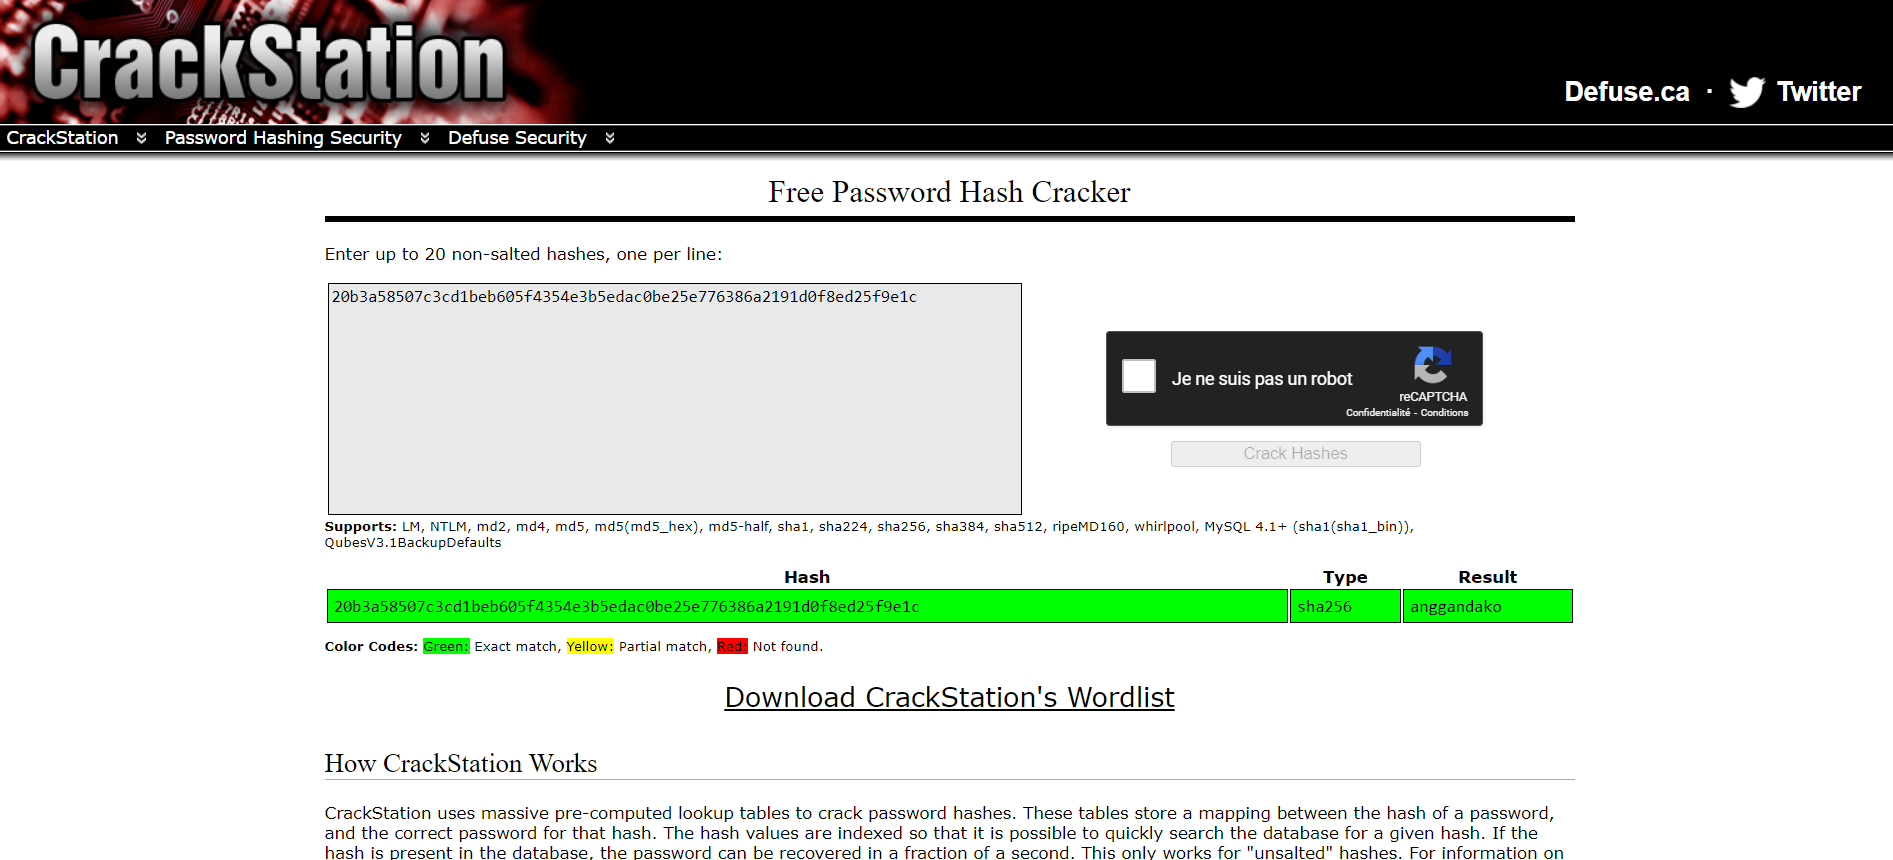 CrackStation
Defuse.ca · Twitter
CrackStation Password Hashing Security Defuse Security
Free Password Hash Cracker
Enter up to 20 non-salted hashes, one per line:
20b3a58507c3cd1beb605f4354e3b5edac0be25e776386a2191d0f8ed25f9e1c
Je ne suis pas un robot
reCAPTCHA
Confidentialité - Conditions
Crack Hashes
Supports: LM, NTLM, md2, md4, md5, md5(md5_hex), md5-half, sha1, sha224, sha256, sha384, sha512, ripeMD160, whirlpool, MySQL 4.1+ (sha1(sha1_bin)),
QubesV3.1BackupDefaults
Hash Type Result
20b3a58507c3cd1beb605f4354e3b5edac0be25e776386a2191d0f8ed25f9e1c sha256 anggandako
Color Codes: Green: Exact match, Yellow: Partial match, Red: Not found.
Download CrackStation's Wordlist
How CrackStation Works
CrackStation uses massive pre-computed lookup tables to crack password hashes. These tables store a mapping between the hash of a password,
and the correct password for that hash. The hash values are indexed so that it is possible to quickly search the database for a given hash. If the
hash is present in the database, the password can be recovered in a fraction of a second. This only works for "unsalted" hashes. For information on